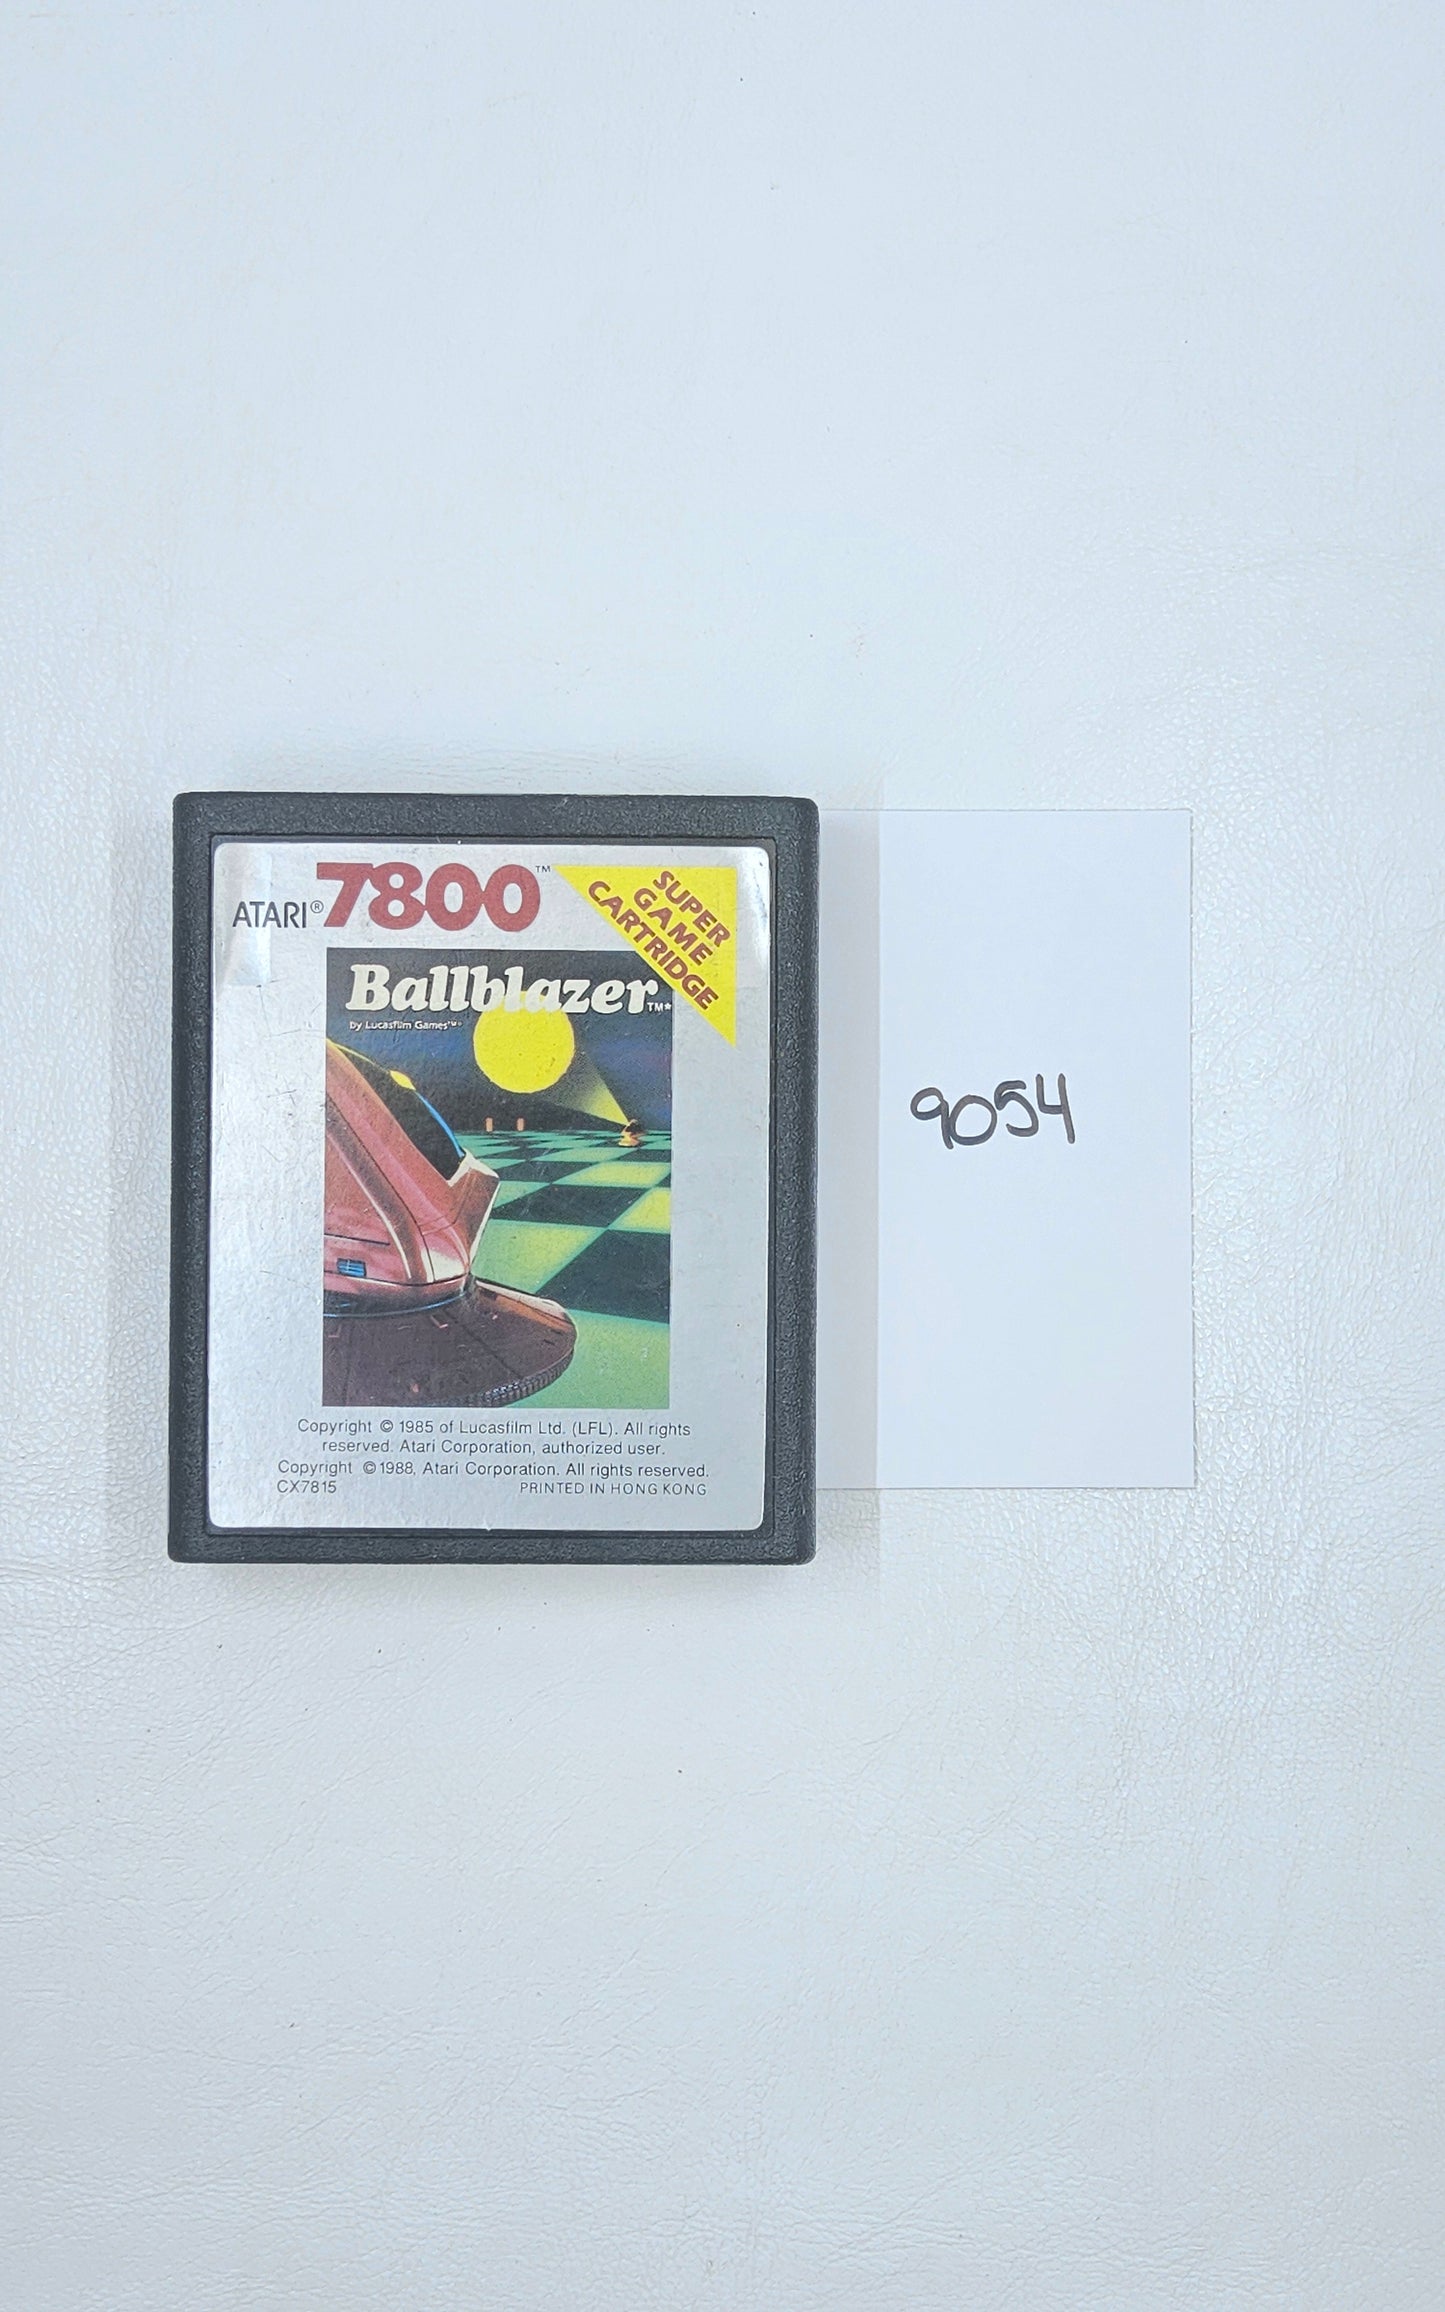 ATARI® 7800™
SUPER
GAME
CARTRIDGE
Ballblazer™*
by Lucasfilm Games™*
Copyright © 1985 of Lucasfilm Ltd. (LFL). All rights
reserved. Atari Corporation, authorized user.
Copyright © 1988, Atari Corporation. All rights reserved.
CX7815 PRINTED IN HONG KONG
9054